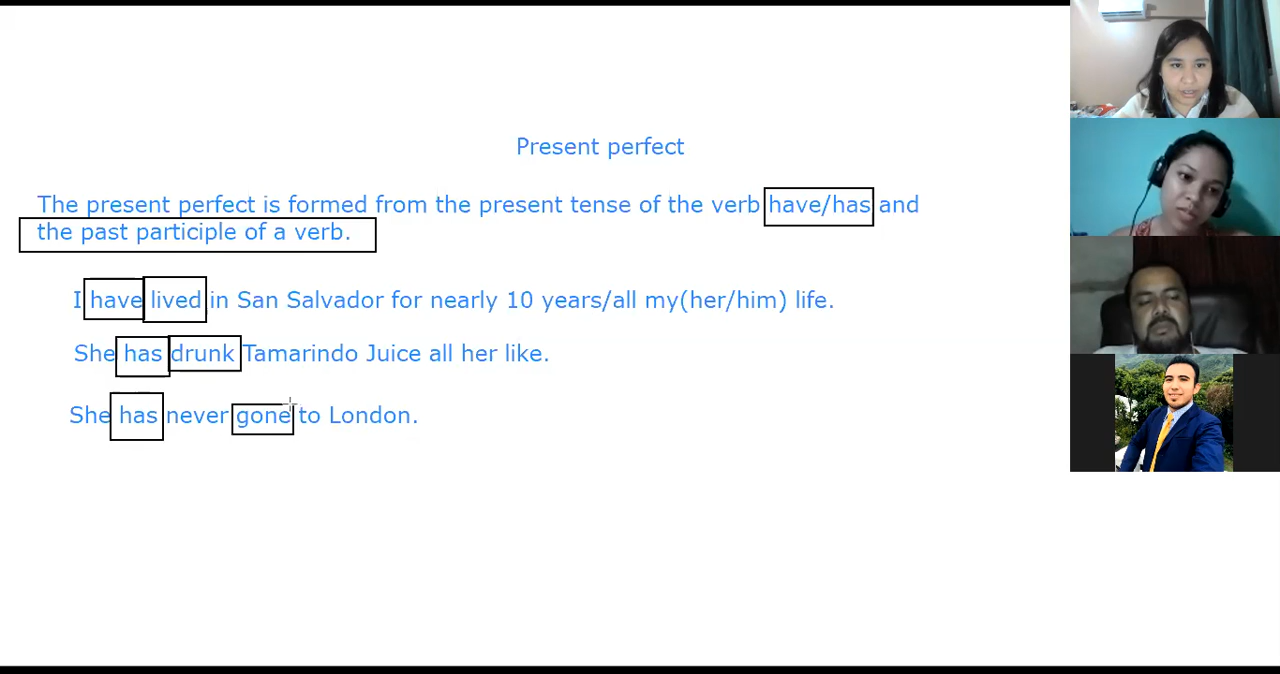 Present perfect
The present perfect is formed from the present tense of the verb have/has and
the past participle of a verb.
I have lived in San Salvador for nearly 10 years/all my(her/him) life.
She has drunk Tamarindo Juice all her like.
She has never gone to London.